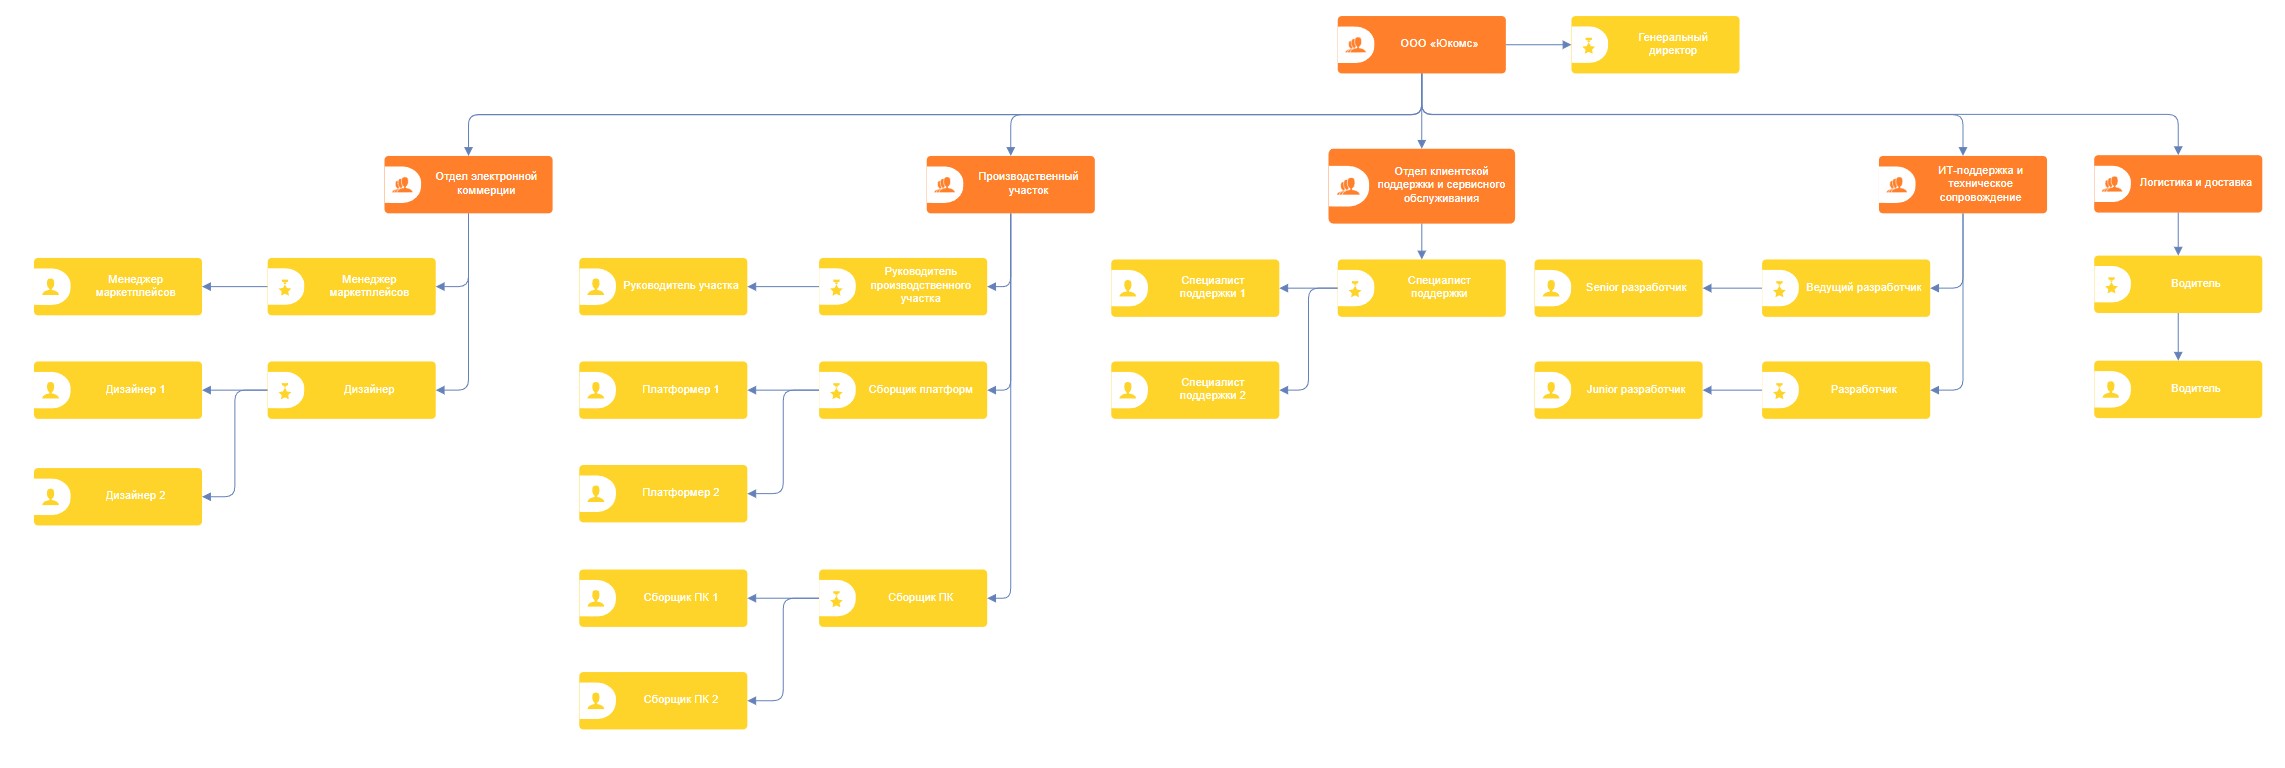 ООО «Юкомс»
Генеральный
директор
Отдел электронной
коммерции
Производственный
участок
Отдел клиентской
поддержки и сервисного
обслуживания
ИТ-поддержка и
техническое
сопровождение
Логистика и доставка
Менеджер
маркетплейсов
Менеджер
маркетплейсов
Руководитель участка
Руководитель
производственного
участка
Специалист
поддержки 1
Специалист
поддержки
Senior разработчик
Ведущий разработчик
Водитель
Дизайнер 1
Дизайнер
Платформер 1
Сборщик платформ
Специалист
поддержки 2
Junior разработчик
Разработчик
Водитель
Дизайнер 2
Платформер 2
Сборщик ПК 1
Сборщик ПК
Сборщик ПК 2